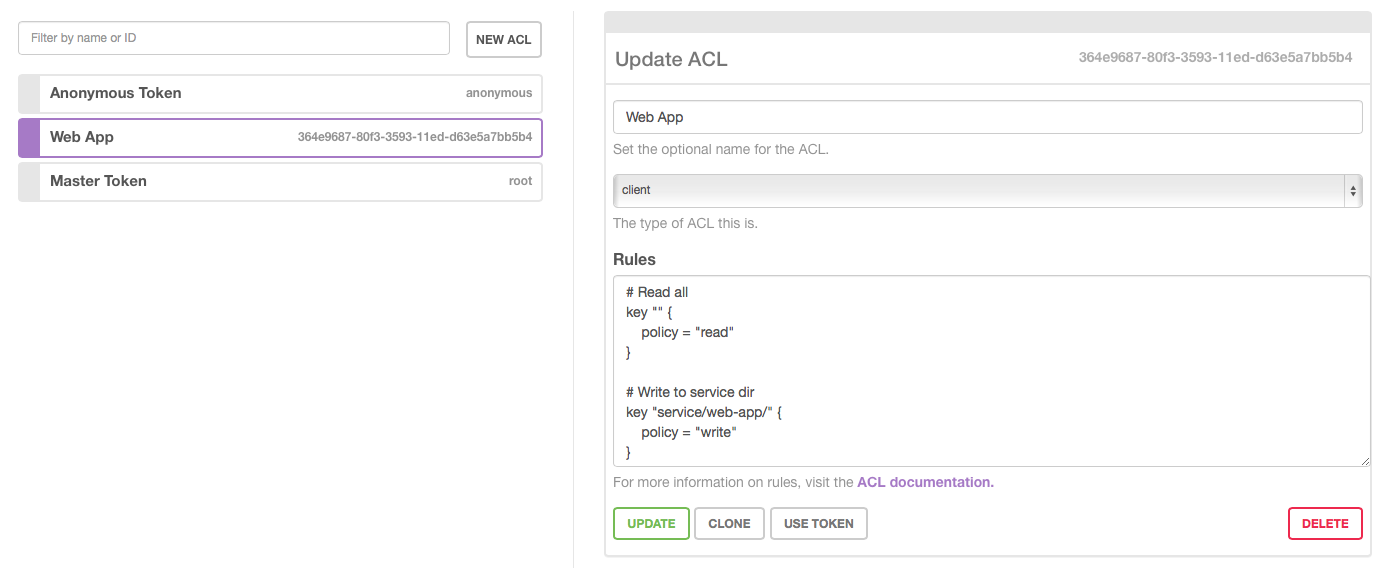 Filter by name or ID
NEW ACL
Anonymous Token anonymous
Web App 364e9687-80f3-3593-11ed-d63e5a7bb5b4
Master Token root
Update ACL 364e9687-80f3-3593-11ed-d63e5a7bb5b4
Web App
Set the optional name for the ACL.
client
The type of ACL this is.
Rules
# Read all
key "" {
    policy = "read"
}

# Write to service dir
key "service/web-app/" {
    policy = "write"
}
For more information on rules, visit the ACL documentation.
UPDATE CLONE USE TOKEN DELETE